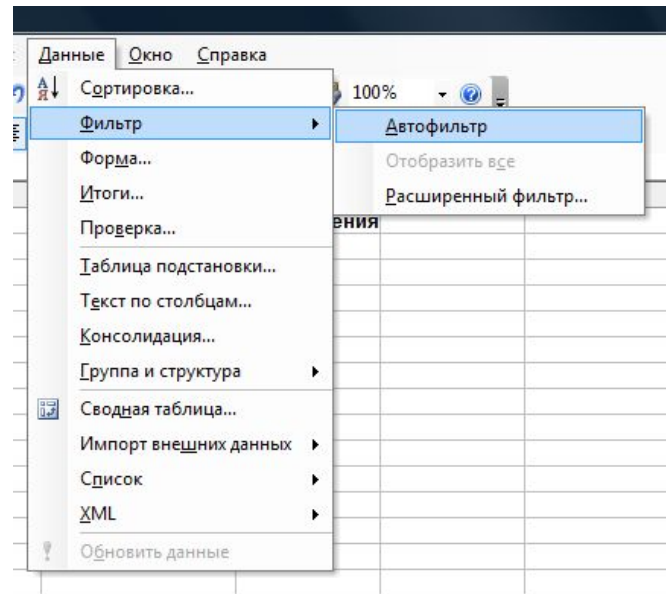 Данные Окно Справка
Сортировка...
100%
Фильтр
Автофильтр
Форма...
Отобразить все
Итоги...
Расширенный фильтр...
Проверка...
ения
Таблица подстановки...
Текст по столбцам...
Консолидация...
Группа и структура
Сводная таблица...
Импорт внешних данных
Список
XML
Обновить данные